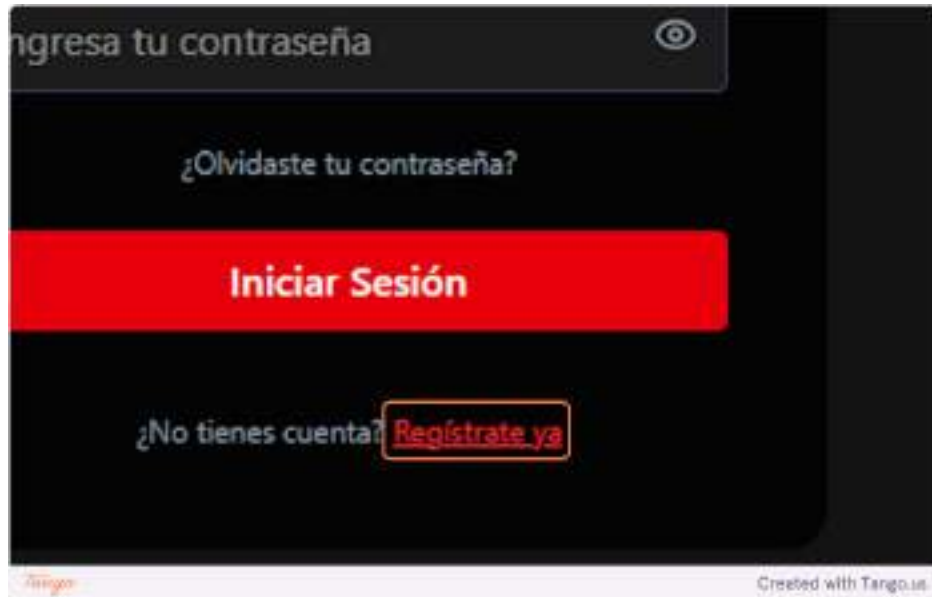 ngresa tu contraseña
¿Olvidaste tu contraseña?
Iniciar Sesión
¿No tienes cuenta? Regístrate ya
Tango
Created with Tango.us